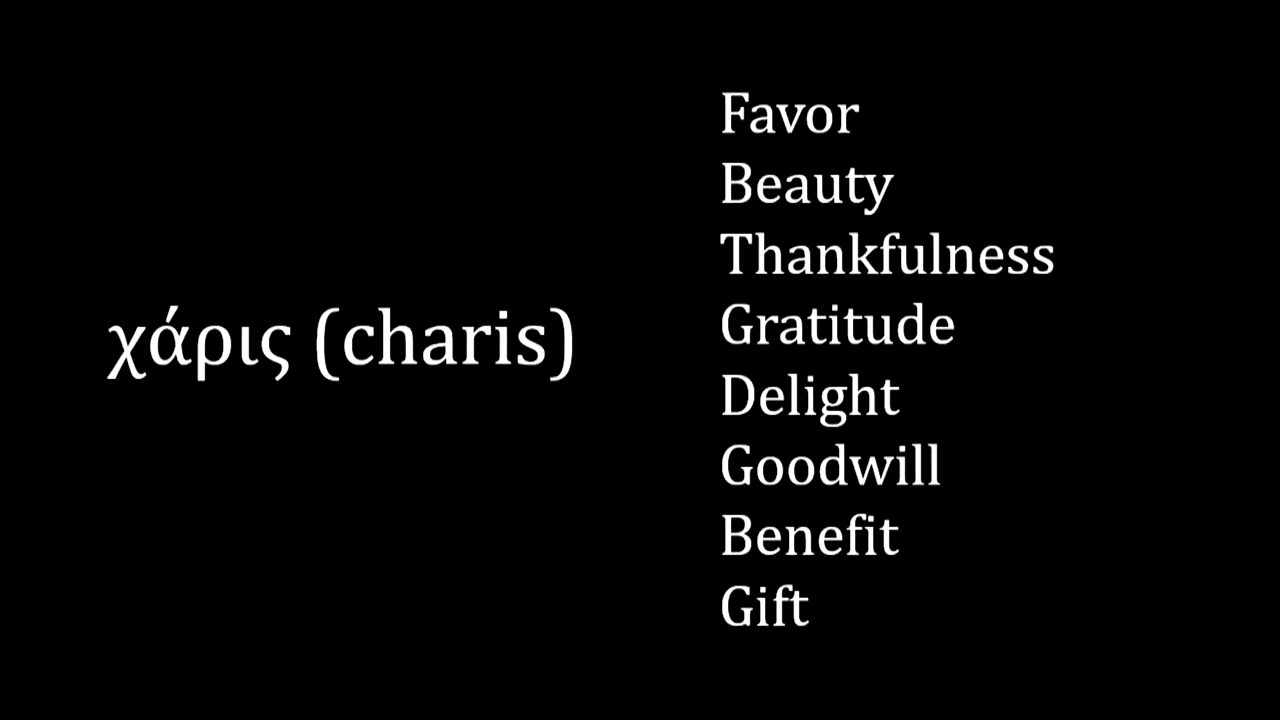 χάρις (charis)
Favor
Beauty
Thankfulness
Gratitude
Delight
Goodwill
Benefit
Gift